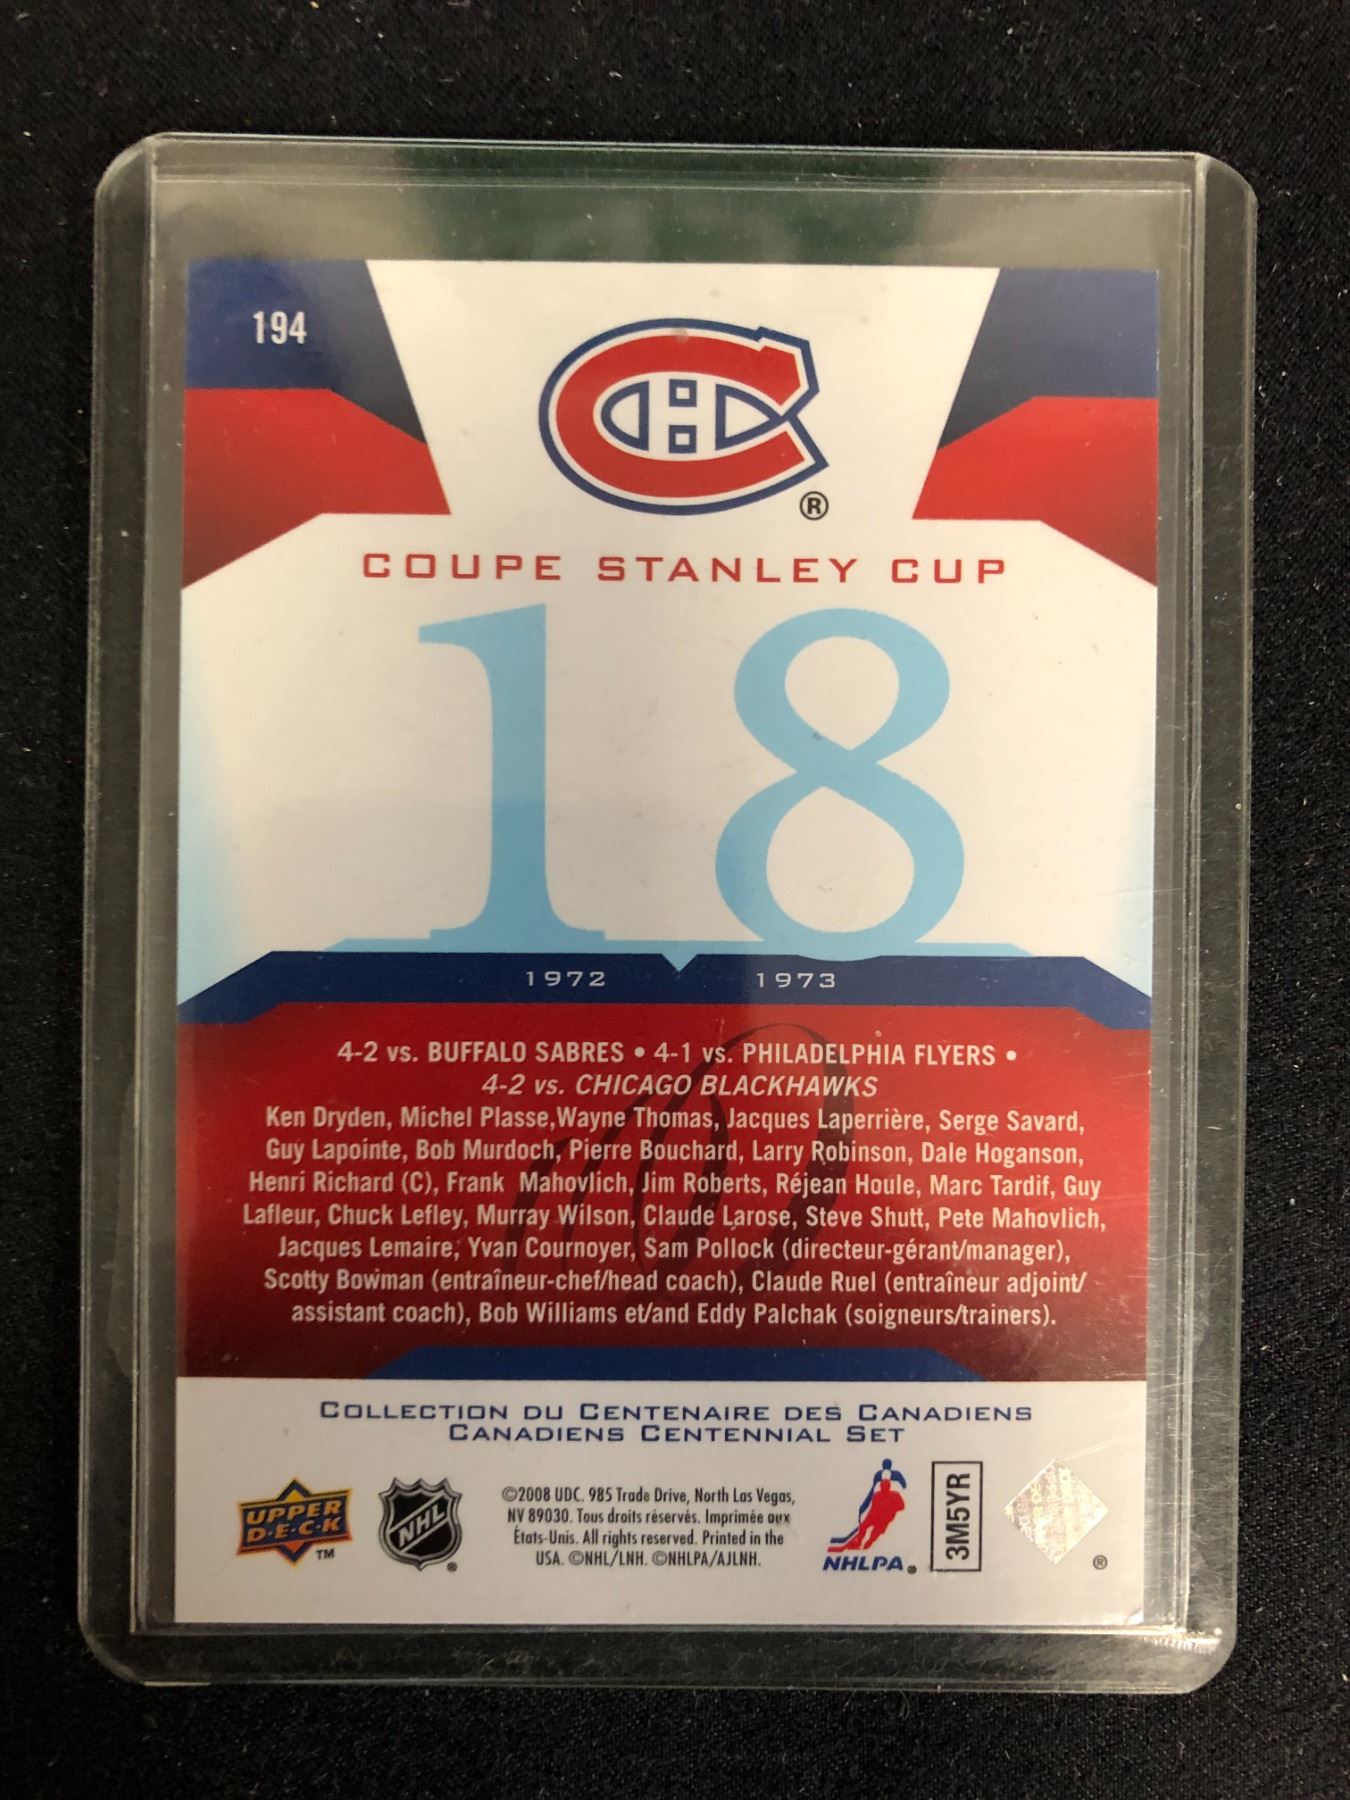 194
®
COUPE STANLEY CUP
18
1972 1973
4-2 vs. BUFFALO SABRES • 4-1 vs. PHILADELPHIA FLYERS •
4-2 vs. CHICAGO BLACKHAWKS
Ken Dryden, Michel Plasse,Wayne Thomas, Jacques Laperrière, Serge Savard,
Guy Lapointe, Bob Murdoch, Pierre Bouchard, Larry Robinson, Dale Hoganson,
Henri Richard (C), Frank Mahovlich, Jim Roberts, Réjean Houle, Marc Tardif, Guy
Lafleur, Chuck Lefley, Murray Wilson, Claude Larose, Steve Shutt, Pete Mahovlich,
Jacques Lemaire, Yvan Cournoyer, Sam Pollock (directeur-gérant/manager),
Scotty Bowman (entraîneur-chef/head coach), Claude Ruel (entraîneur adjoint/
assistant coach), Bob Williams et/and Eddy Palchak (soigneurs/trainers).
COLLECTION DU CENTENAIRE DES CANADIENS
CANADIENS CENTENNIAL SET
UPPER
D·E·C·K
TM
NHL
®
©2008 UDC. 985 Trade Drive, North Las Vegas,
NV 89030. Tous droits réservés. Imprimée aux
États-Unis. All rights reserved. Printed in the
USA. ©NHL/LNH. ©NHLPA/AJLNH.
NHLPA®
3M5YR
®